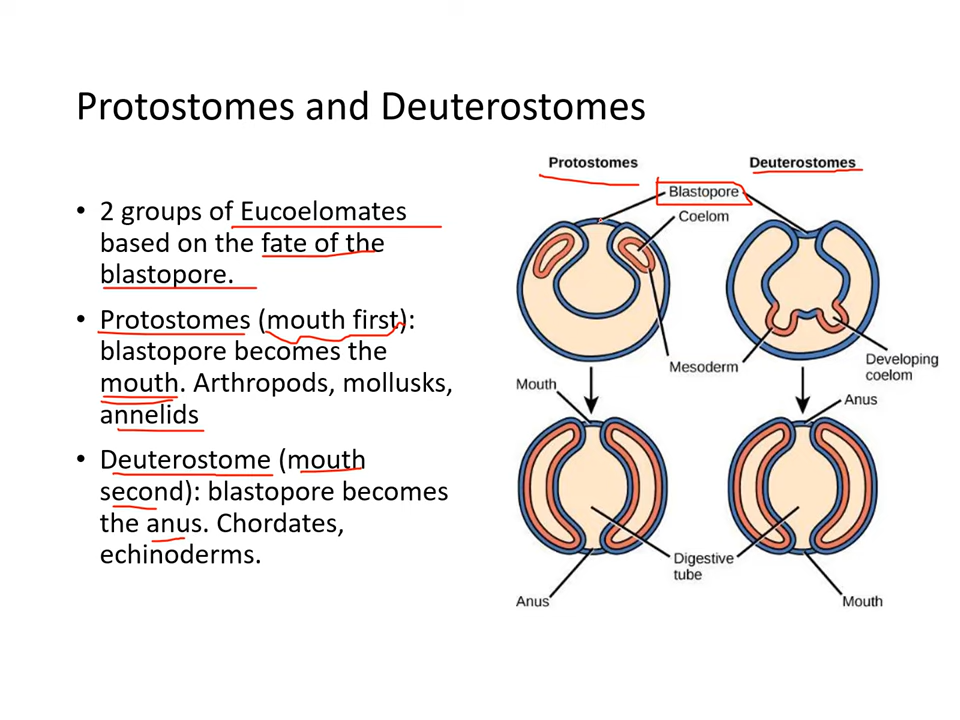 Protostomes and Deuterostomes
• 2 groups of Eucoelomates
based on the fate of the
blastopore.
• Protostomes (mouth first):
blastopore becomes the
mouth. Arthropods, mollusks,
annelids
• Deuterostome (mouth
second): blastopore becomes
the anus. Chordates,
echinoderms.
Protostomes
Deuterostomes
Blastopore
Coelom
Mesoderm
Developing
coelom
Mouth
Anus
Digestive
tube
Anus
Mouth